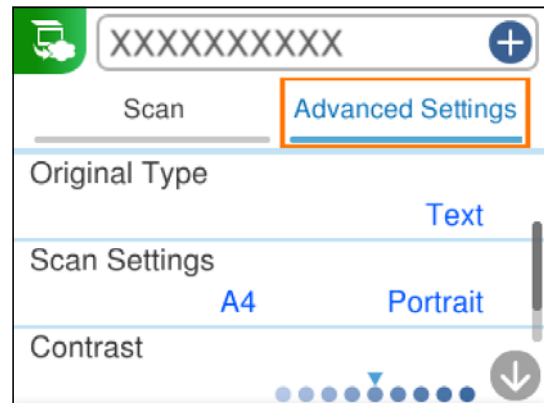 XXXXXXXXXX
Scan Advanced Settings
Original Type
Text
Scan Settings
A4 Portrait
Contrast